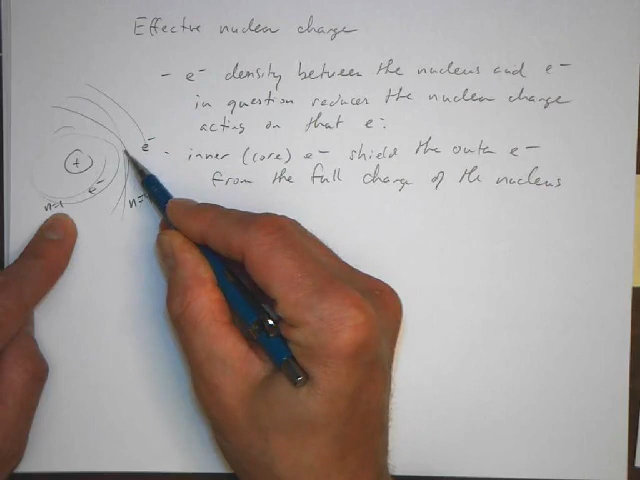 Effective nuclear charge
- e⁻ density between the nucleus and e⁻
in question reduces the nuclear charge
acting on that e⁻.
- inner (core) e⁻ shield the outer e⁻
from the full charge of the nucleus
+
e⁻
e⁻
n=1